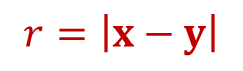 r = |x − y|